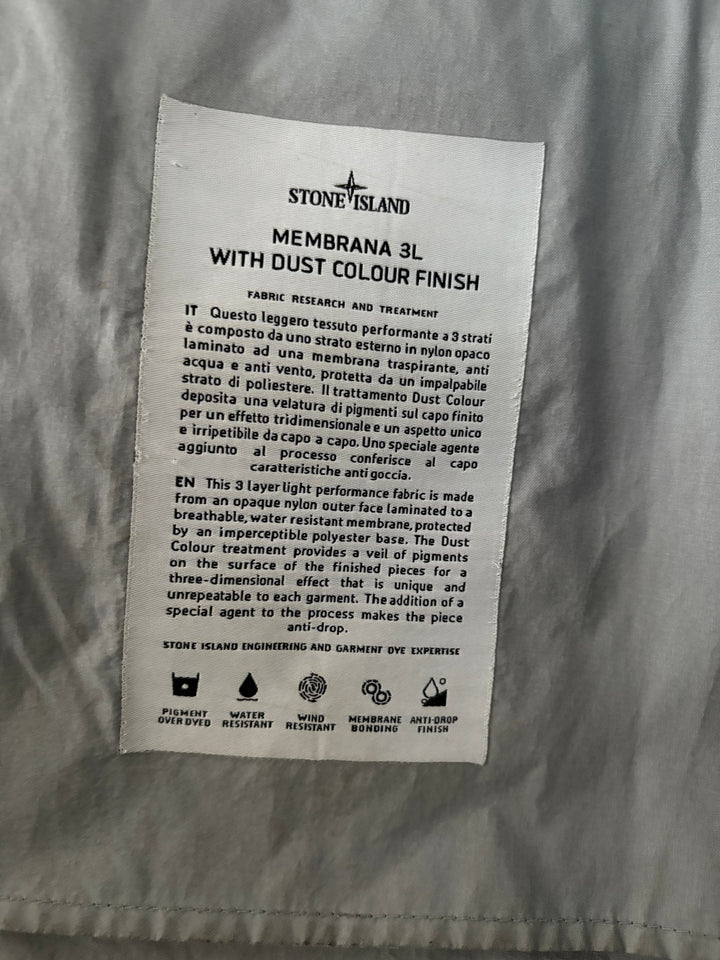 STONE ISLAND
MEMBRANA 3L
WITH DUST COLOUR FINISH
FABRIC RESEARCH AND TREATMENT
IT Questo leggero tessuto performante a 3 strati
è composto da uno strato esterno in nylon opaco
laminato ad una membrana traspirante, anti
acqua e anti vento, protetta da un impalpabile
strato di poliestere. Il trattamento Dust Colour
deposita una velatura di pigmenti sul capo finito
per un effetto tridimensionale e un aspetto unico
e irripetibile da capo a capo. Uno speciale agente
aggiunto al processo conferisce al capo
caratteristiche anti goccia.
EN This 3 layer light performance fabric is made
from an opaque nylon outer face laminated to a
breathable, water resistant membrane, protected
by an imperceptible polyester base. The Dust
Colour treatment provides a veil of pigments
on the surface of the finished pieces for a
three-dimensional effect that is unique and
unrepeatable to each garment. The addition of a
special agent to the process makes the piece
anti-drop.
STONE ISLAND ENGINEERING AND GARMENT DYE EXPERTISE
PIGMENT
OVER DYED
WATER
RESISTANT
WIND
RESISTANT
MEMBRANE
BONDING
ANTI-DROP
FINISH